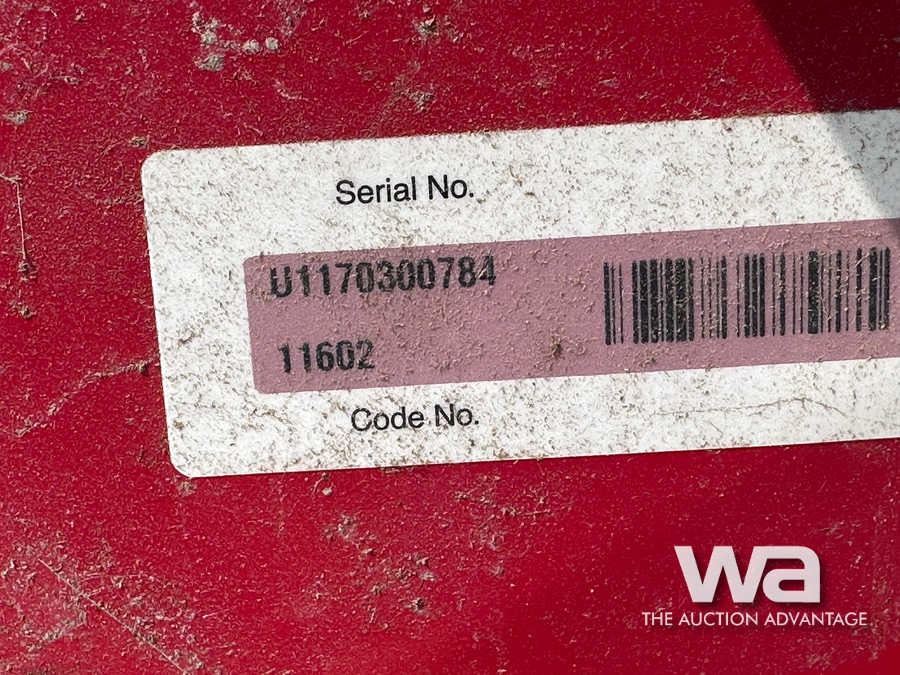 Serial No.
U1170300784
11602
Code No.
wa
THE AUCTION ADVANTAGE